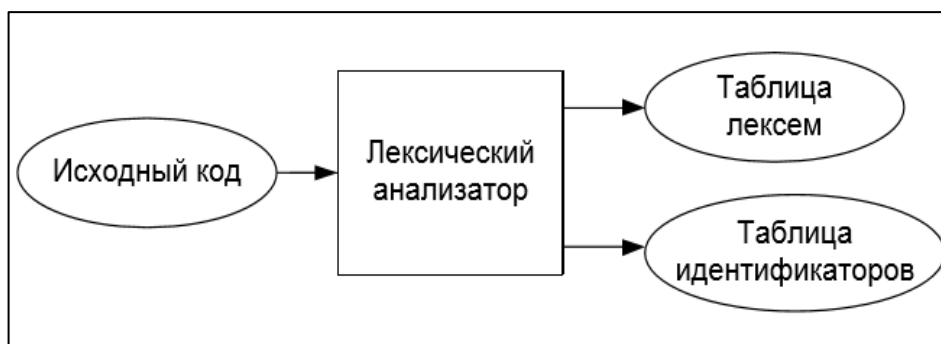 Исходный код
Лексический
анализатор
Таблица
лексем
Таблица
идентификаторов